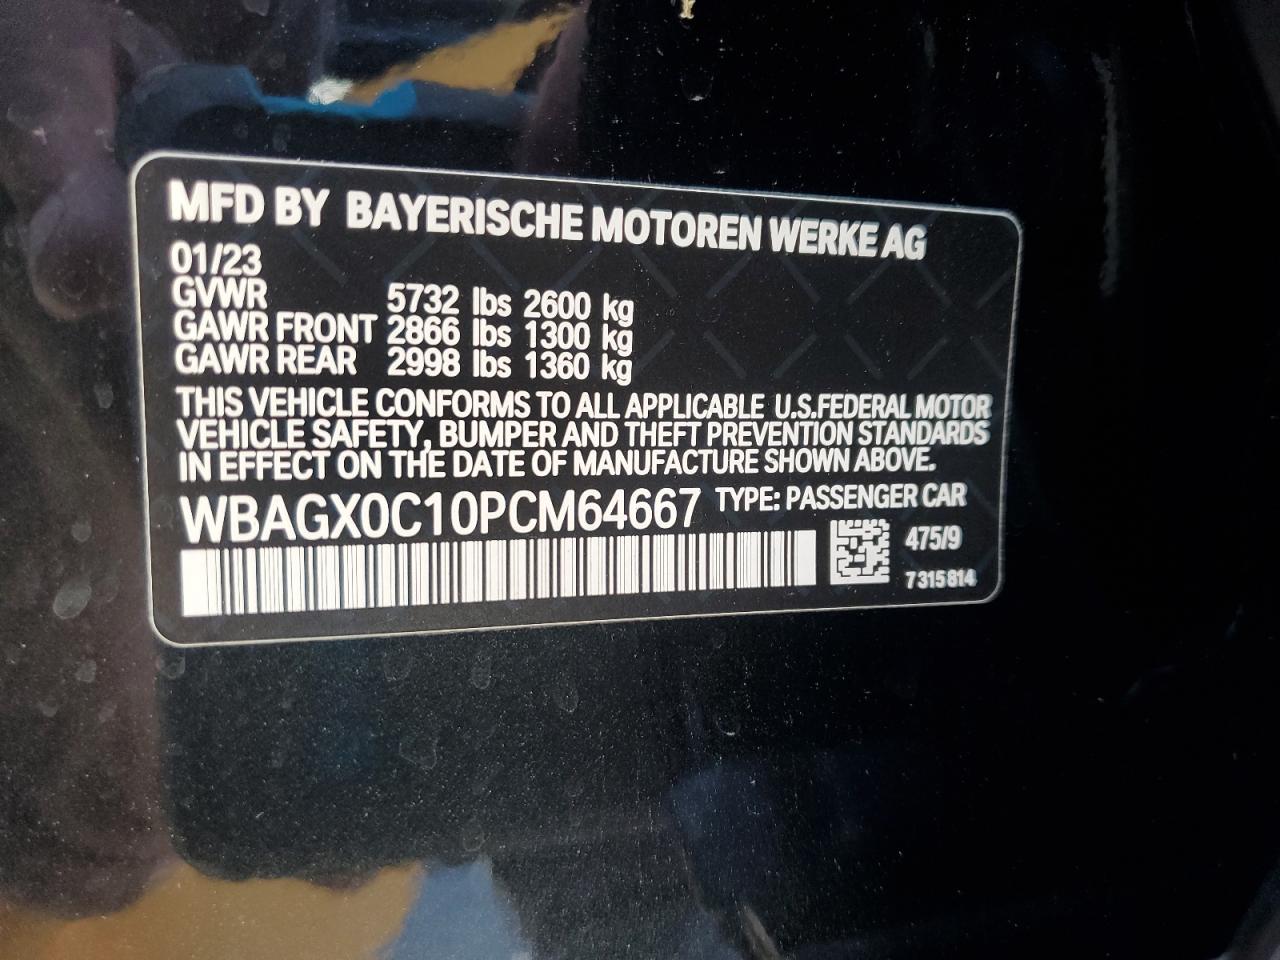 MFD BY BAYERISCHE MOTOREN WERKE AG
01/23
GVWR 5732 lbs 2600 kg
GAWR FRONT 2866 lbs 1300 kg
GAWR REAR 2998 lbs 1360 kg
THIS VEHICLE CONFORMS TO ALL APPLICABLE U.S.FEDERAL MOTOR
VEHICLE SAFETY, BUMPER AND THEFT PREVENTION STANDARDS
IN EFFECT ON THE DATE OF MANUFACTURE SHOWN ABOVE.
WBAGX0C10PCM64667 TYPE: PASSENGER CAR
475/9
7315814